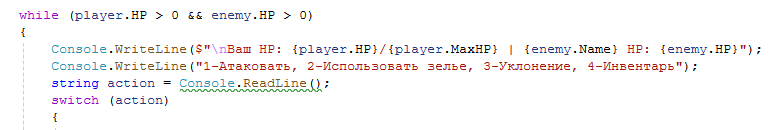 while (player.HP > 0 && enemy.HP > 0)
{
Console.WriteLine($"\nВаш HP: {player.HP}/{player.MaxHP} | {enemy.Name} HP: {enemy.HP}");
Console.WriteLine("1-Атаковать, 2-Использовать зелье, 3-Уклонение, 4-Инвентарь");
string action = Console.ReadLine();
switch (action)
{